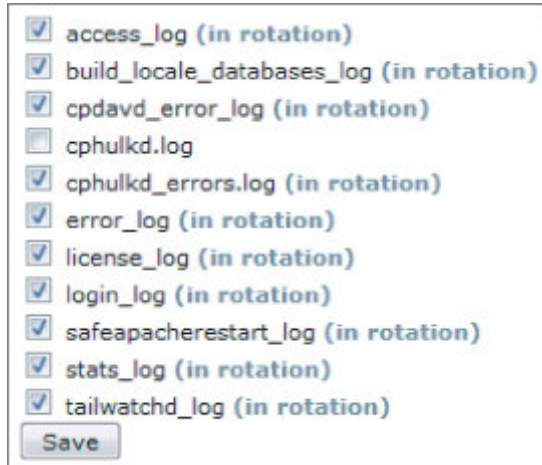 access_log (in rotation)
build_locale_databases_log (in rotation)
cpdavd_error_log (in rotation)
cphulkd.log
cphulkd_errors.log (in rotation)
error_log (in rotation)
license_log (in rotation)
login_log (in rotation)
safeapacherestart_log (in rotation)
stats_log (in rotation)
tailwatchd_log (in rotation)
Save